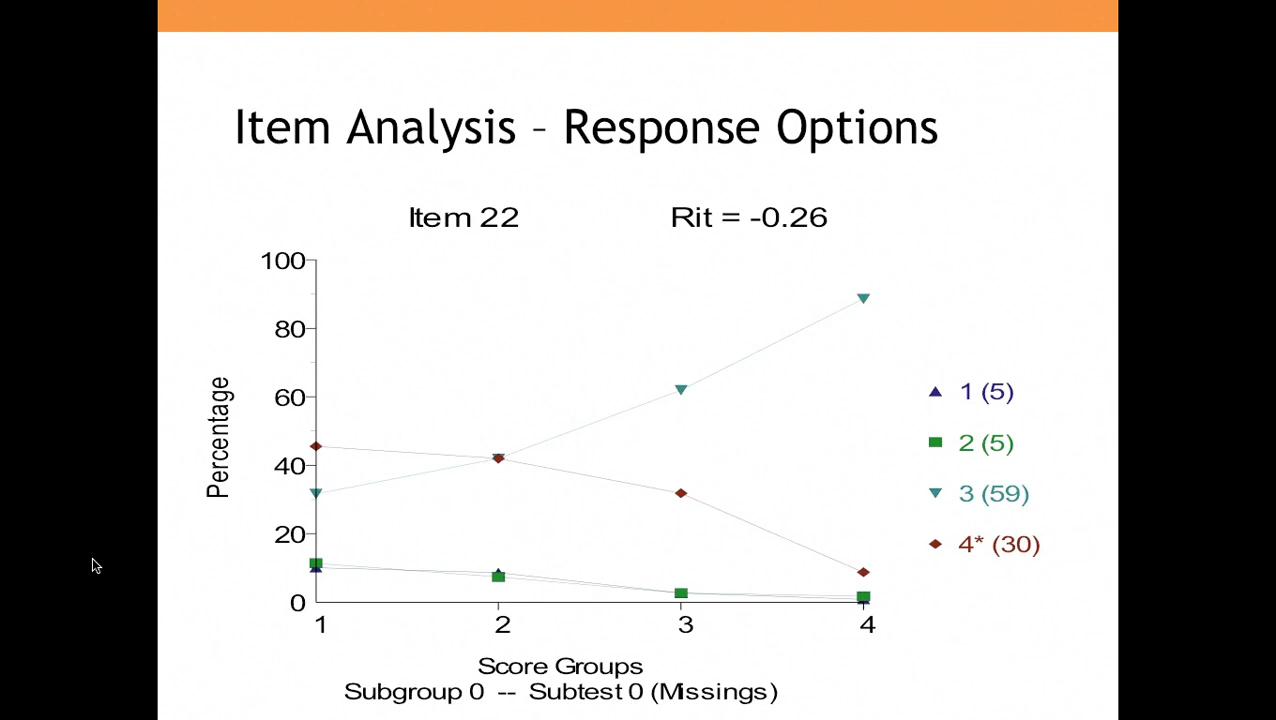 Item Analysis – Response Options
Item 22
Rit = -0.26
100
80
60
40
20
0
Percentage
1 (5)
2 (5)
3 (59)
4* (30)
1
2
3
4
Score Groups
Subgroup 0 -- Subtest 0 (Missings)